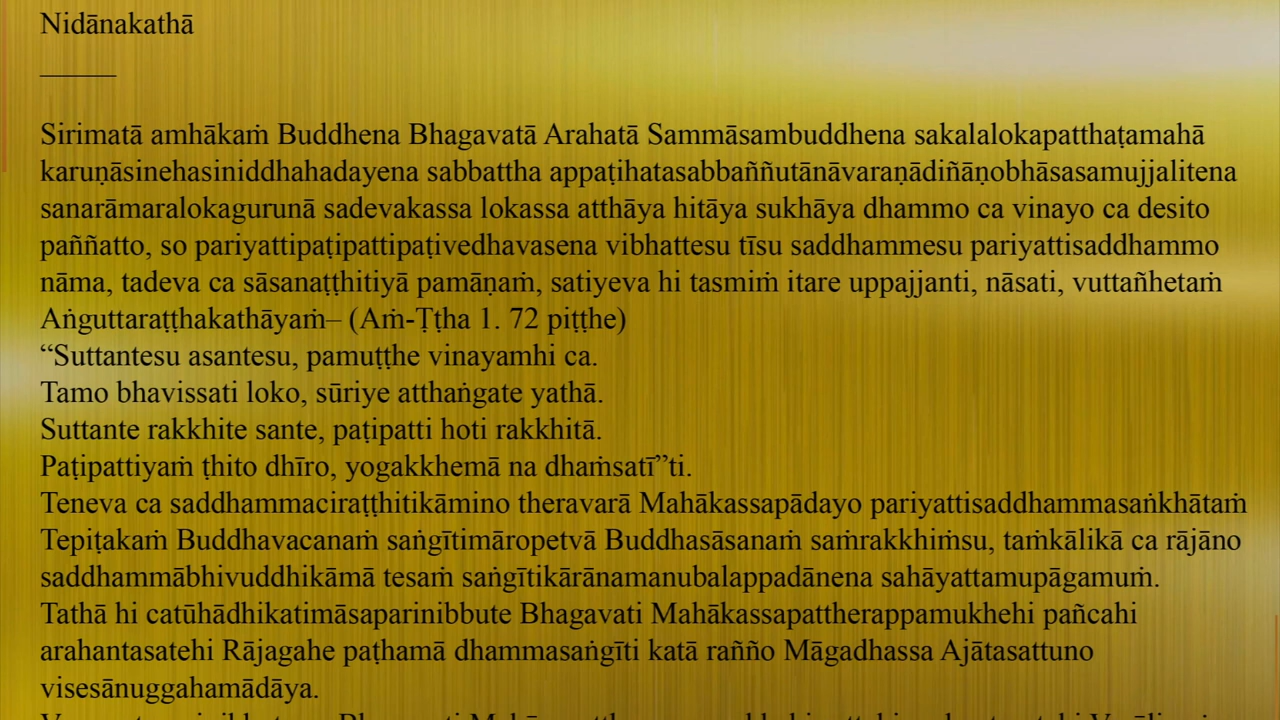 Nidānakathā
Sirimatā amhākaṁ Buddhena Bhagavatā Arahatā Sammāsambuddhena sakalalokapatthaṭamahā
karuṇāsinehasiniddhahadayena sabbattha appaṭihatasabbaññutānāvaraṇādiñāṇobhāsasamujjalitena
sanarāmaralokagurunā sadevakassa lokassa atthāya hitāya sukhāya dhammo ca vinayo ca desito
paññatto, so pariyattipaṭipattipaṭivedhavasena vibhattesu tīsu saddhammesu pariyattisaddhammo
nāma, tadeva ca sāsanaṭṭhitiyā pamāṇaṁ, satiyeva hi tasmiṁ itare uppajjanti, nāsati, vuttañhetaṁ
Aṅguttaraṭṭhakathāyaṁ– (Aṁ-Ṭṭha 1. 72 piṭṭhe)
“Suttantesu asantesu, pamuṭṭhe vinayamhi ca.
Tamo bhavissati loko, sūriye atthaṅgate yathā.
Suttante rakkhite sante, paṭipatti hoti rakkhitā.
Paṭipattiyaṁ ṭhito dhīro, yogakkhemā na dhaṁsatī”ti.
Teneva ca saddhammaciraṭṭhitikāmino theravarā Mahākassapādayo pariyattisaddhammasaṅkhātaṁ
Tepiṭakaṁ Buddhavacanaṁ saṅgītimāropetvā Buddhasāsanaṁ saṁrakkhiṁsu, taṁkālikā ca rājāno
saddhammābhivuddhikāmā tesaṁ saṅgītikārānamanubalappadānena sahāyattamupāgamuṁ.
Tathā hi catūhādhikatimāsaparinibbute Bhagavati Mahākassapattherappamukhehi pañcahi
arahantasatehi Rājagahe paṭhamā dhammasaṅgīti katā rañño Māgadhassa Ajātasattuno
visesānuggahamādāya.